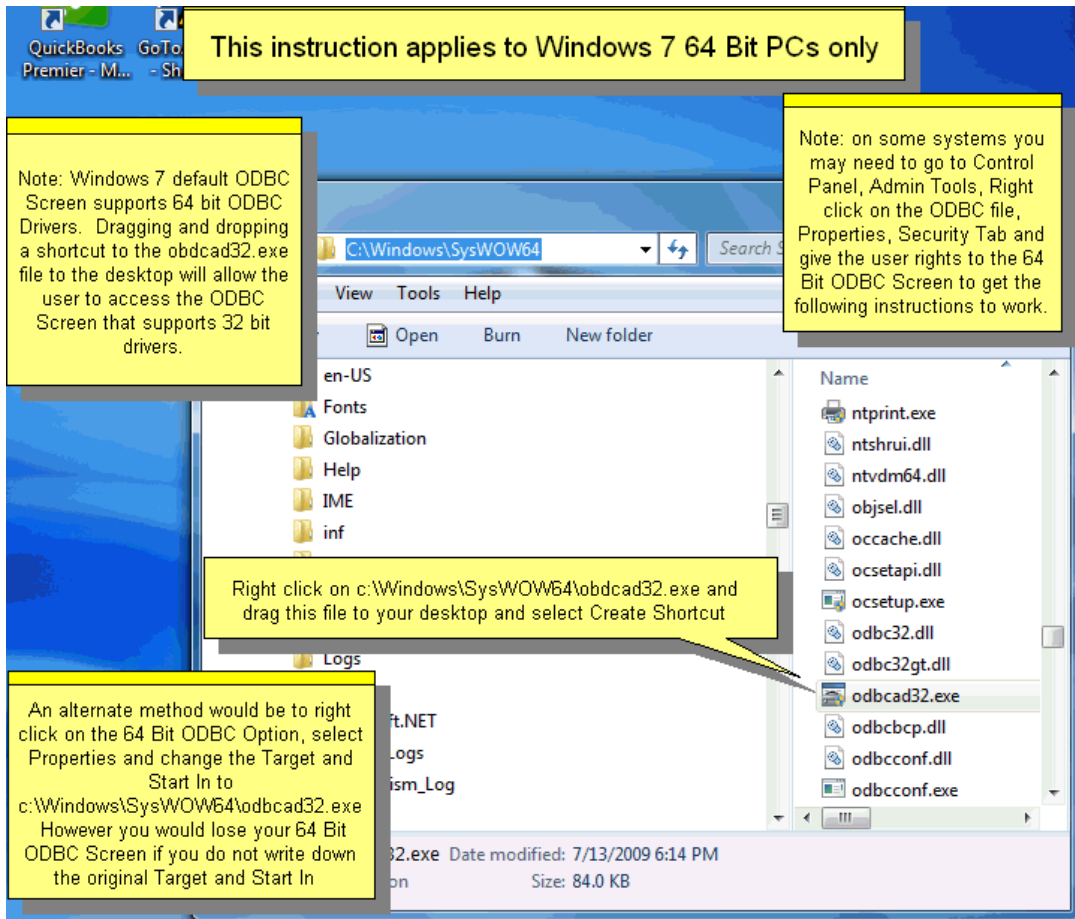 QuickBooks
Premier - M...
GoTo
- Sh
This instruction applies to Windows 7 64 Bit PCs only
Note: Windows 7 default ODBC
Screen supports 64 bit ODBC
Drivers. Dragging and dropping
a shortcut to the obdcad32.exe
file to the desktop will allow the
user to access the ODBC
Screen that supports 32 bit
drivers.
Note: on some systems you
may need to go to Control
Panel, Admin Tools, Right
click on the ODBC file,
Properties, Security Tab and
give the user rights to the 64
Bit ODBC Screen to get the
following instructions to work.
C:\Windows\SysWOW64
Search S
View Tools Help
Open Burn New folder
en-US
Fonts
Globalization
Help
IME
inf
Right click on c:\Windows\SysWOW64\obdcad32.exe and
drag this file to your desktop and select Create Shortcut
Logs
ft.NET
Logs
ism_Log
Name
ntprint.exe
ntshrui.dll
ntvdm64.dll
objsel.dll
occache.dll
ocsetapi.dll
ocsetup.exe
odbc32.dll
odbc32gt.dll
odbcad32.exe
odbcbcp.dll
odbcconf.dll
odbcconf.exe
An alternate method would be to right
click on the 64 Bit ODBC Option, select
Properties and change the Target and
Start In to
c:\Windows\SysWOW64\odbcad32.exe
However you would lose your 64 Bit
ODBC Screen if you do not write down
the original Target and Start In
32.exe Date modified: 7/13/2009 6:14 PM
on Size: 84.0 KB